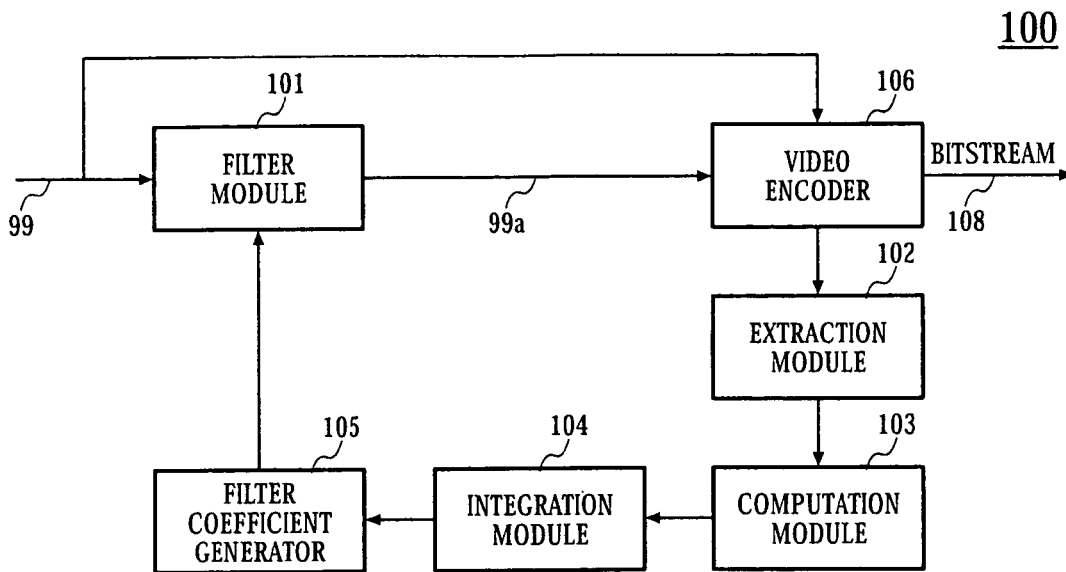 100
101
106
FILTER
MODULE
VIDEO
ENCODER
BITSTREAM
99
99a
108
102
EXTRACTION
MODULE
105
104
103
FILTER
COEFFICIENT
GENERATOR
INTEGRATION
MODULE
COMPUTATION
MODULE